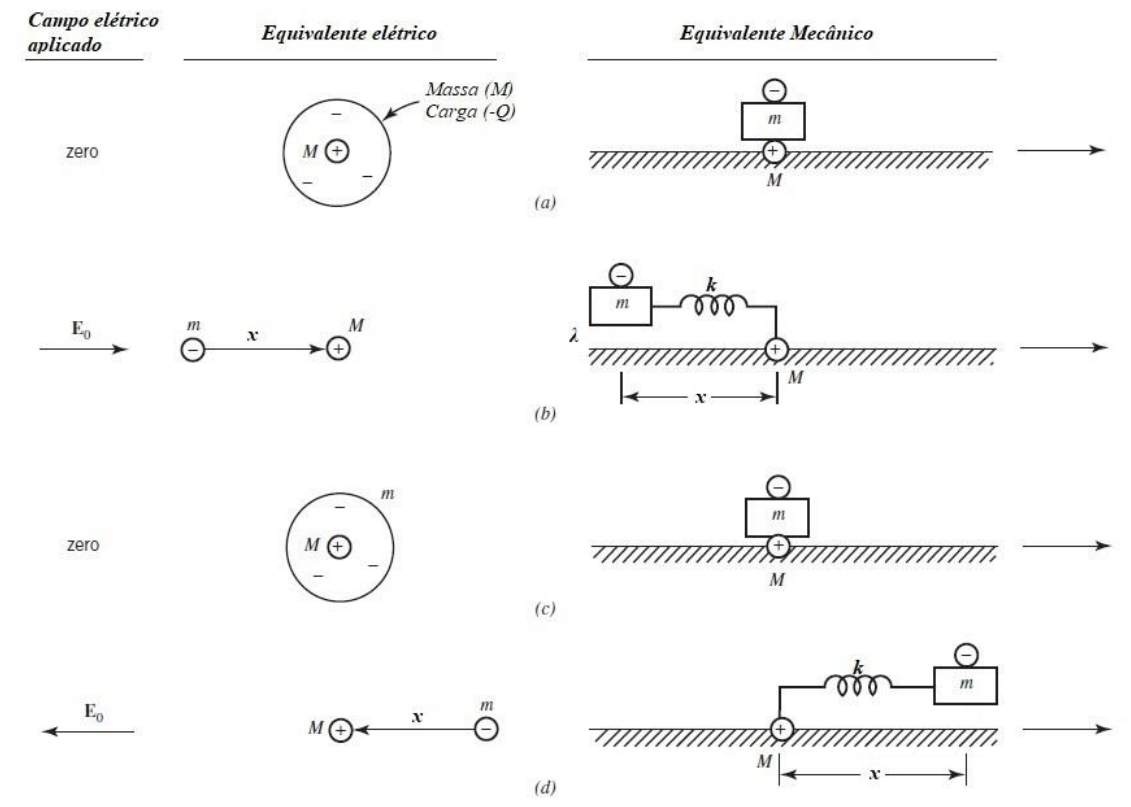 Campo elétrico
aplicado
Equivalente elétrico
Equivalente Mecânico
Massa (M)
Carga (-Q)
zero
M +
−
− −
−
m
+
M
(a)
E₀
m
x
M
− +
−
m
k
λ
+
M
x
(b)
zero
m
−
M +
− −
−
m
+
M
(c)
E₀
M + x −
m
k
−
m
+
M
x
(d)